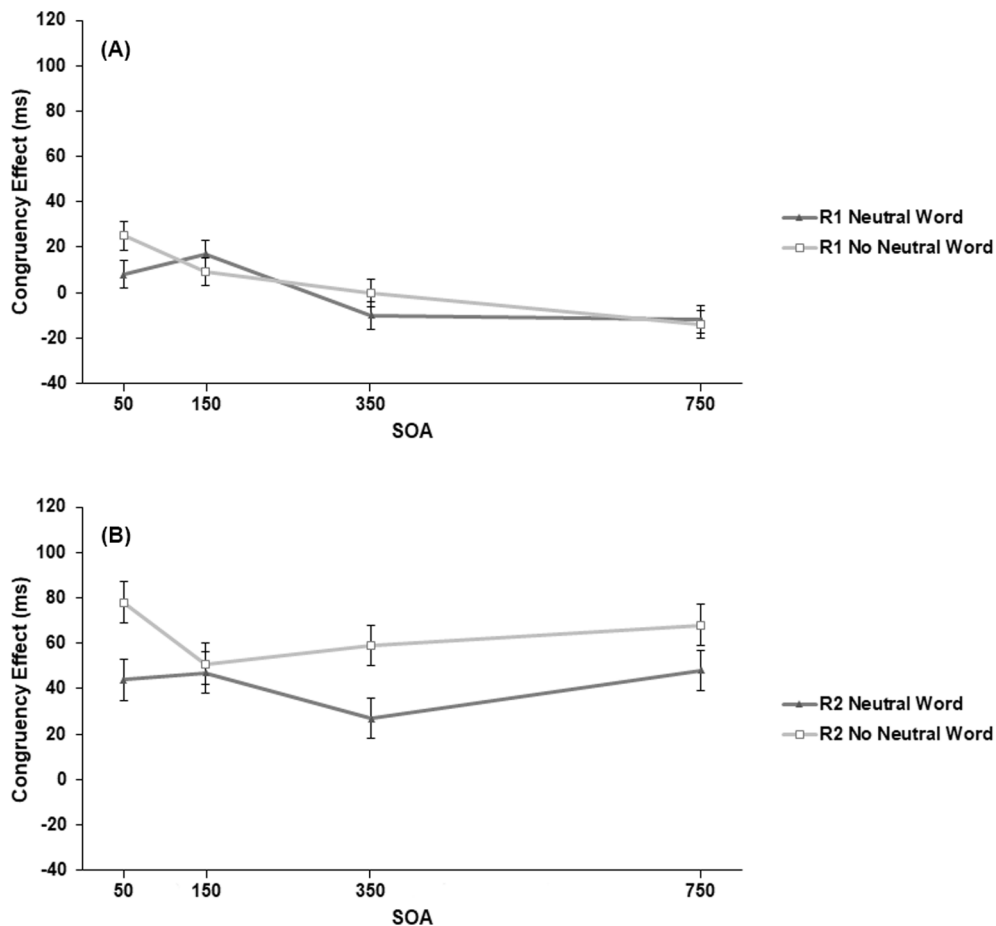 (A)
Congruency Effect (ms)
120
100
80
60
40
20
0
-20
-40
50 150 350 750
SOA
R1 Neutral Word
R1 No Neutral Word
(B)
Congruency Effect (ms)
120
100
80
60
40
20
0
-20
-40
50 150 350 750
SOA
R2 Neutral Word
R2 No Neutral Word